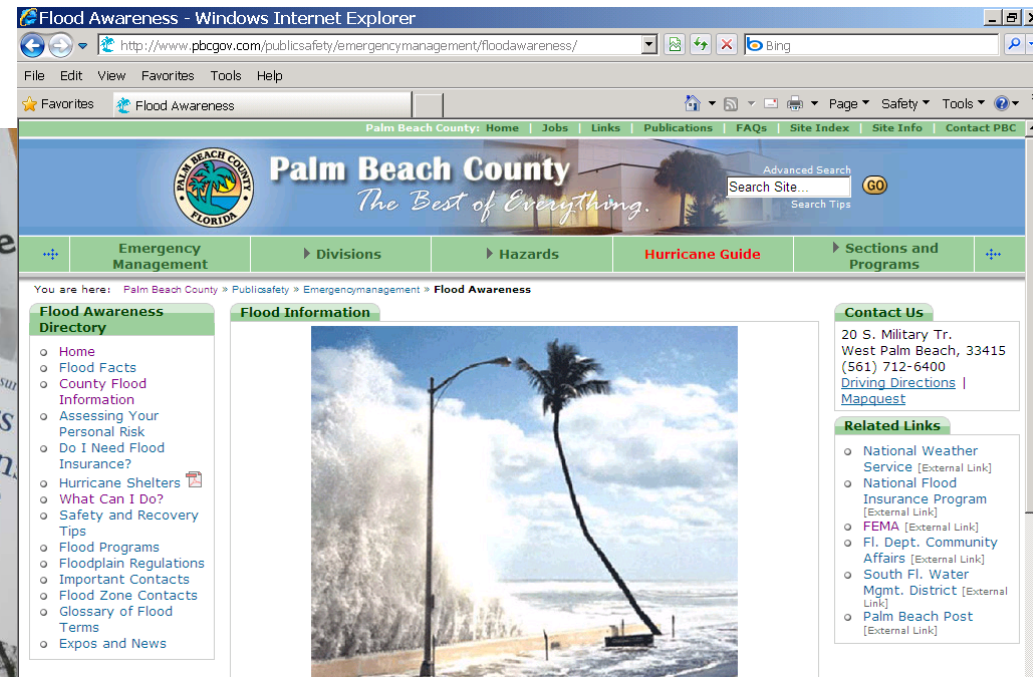 Flood Awareness - Windows Internet Explorer
http://www.pbcgov.com/publicsafety/emergencymanagement/floodawareness/
Bing
File Edit View Favorites Tools Help
Favorites
Flood Awareness
Page Safety Tools
Palm Beach County: Home | Jobs | Links | Publications | FAQs | Site Index | Site Info | Contact PBC
PALM BEACH COUNTY
FLORIDA
Palm Beach County
The Best of Everything.
Advanced Search
Search Site...
GO
Search Tips
Emergency
Management
Divisions
Hazards
Hurricane Guide
Sections and
Programs
You are here: Palm Beach County » Publicsafety » Emergencymanagement » Flood Awareness
Flood Awareness
Directory
Home
Flood Facts
County Flood
Information
Assessing Your
Personal Risk
Do I Need Flood
Insurance?
Hurricane Shelters
What Can I Do?
Safety and Recovery
Tips
Flood Programs
Floodplain Regulations
Important Contacts
Flood Zone Contacts
Glossary of Flood
Terms
Expos and News
Flood Information
Contact Us
20 S. Military Tr.
West Palm Beach, 33415
(561) 712-6400
Driving Directions |
Mapquest
Related Links
National Weather
Service [External Link]
National Flood
Insurance Program
[External Link]
FEMA [External Link]
Fl. Dept. Community
Affairs [External Link]
South Fl. Water
Mgmt. District [External
Link]
Palm Beach Post
[External Link]